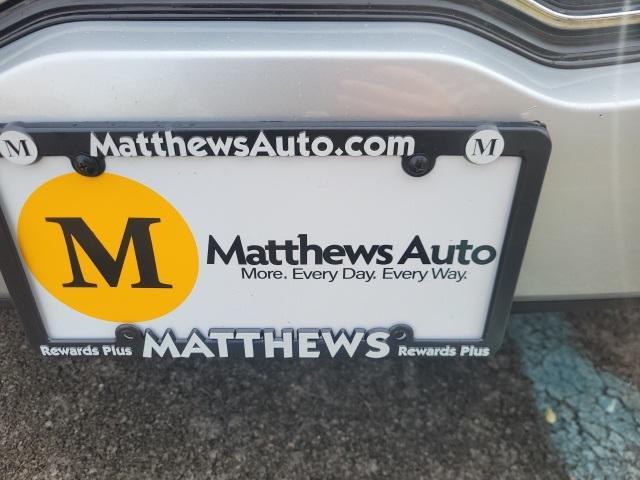 M MatthewsAuto.com M
M
Matthews Auto
More. Every Day. Every Way.
Rewards Plus MATTHEWS Rewards Plus